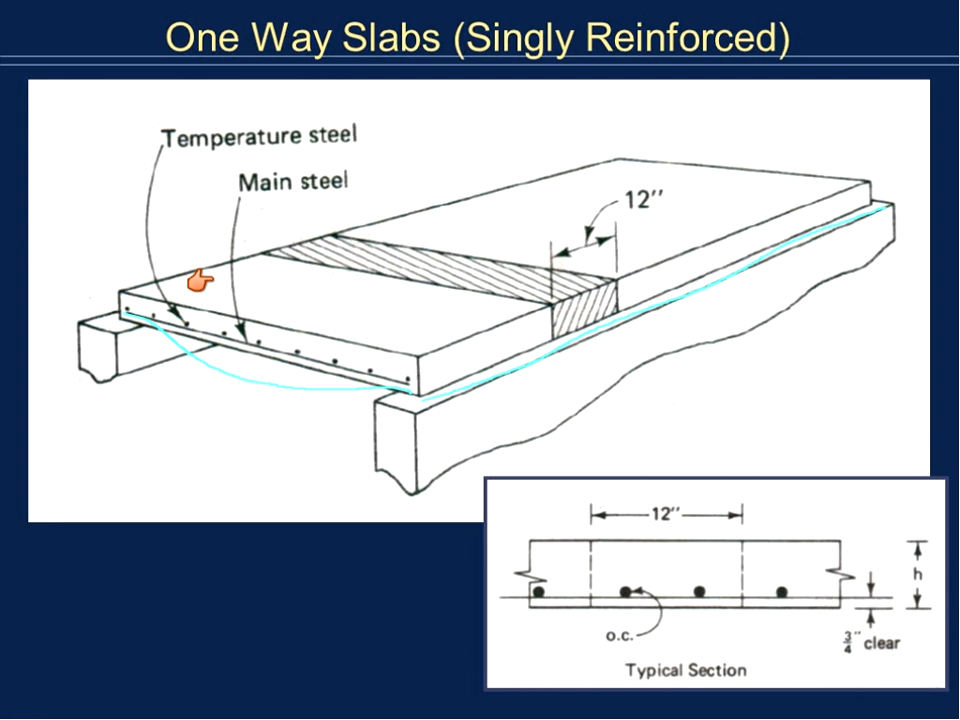 One Way Slabs (Singly Reinforced)
Temperature steel
Main steel
12''
12''
h
o.c.
3/4'' clear
Typical Section